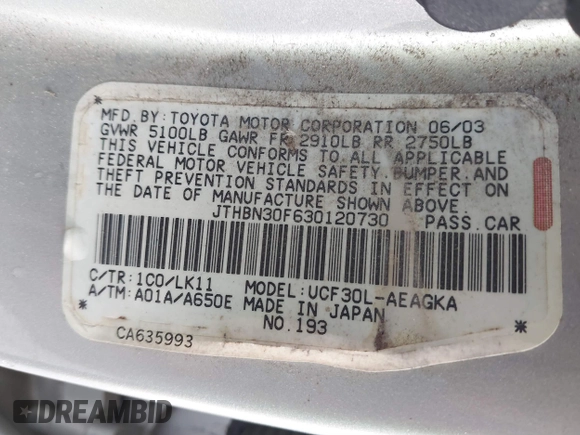 MFD.BY:TOYOTA MOTOR CORPORATION 06/03
GVWR 5100LB GAWR FR 2910LB RR 2750LB
THIS VEHICLE CONFORMS TO ALL APPLICABLE
FEDERAL MOTOR VEHICLE SAFETY,BUMPER,AND
THEFT PREVENTION STANDARDS IN EFFECT ON
THE DATE OF MANUFACTURE SHOWN ABOVE.
JTHBN30F630120730 PASS.CAR
C/TR:1C0/LK11 MODEL:UCF30L-AEAGKA
A/TM:A01A/A650E MADE IN JAPAN
NO.193
CA635993
DREAMBID